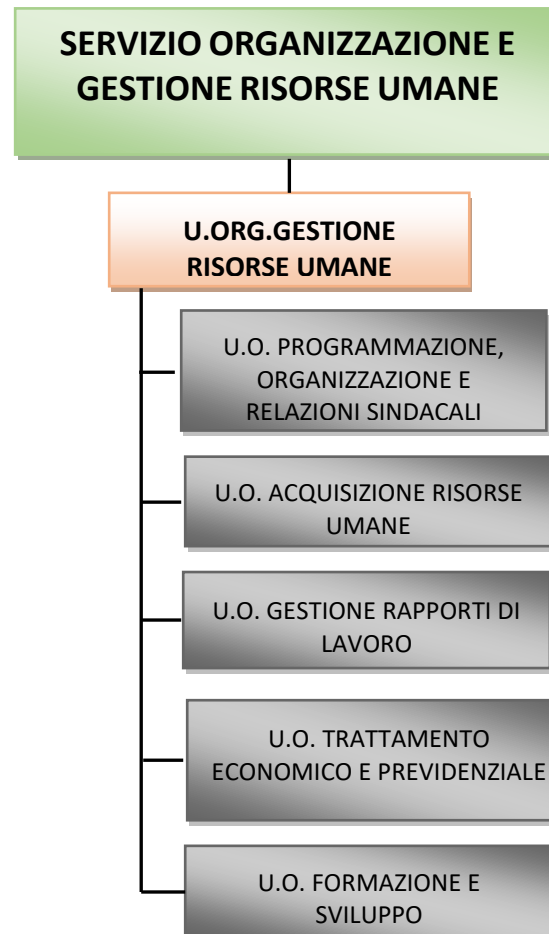 SERVIZIO ORGANIZZAZIONE E
GESTIONE RISORSE UMANE
U.ORG.GESTIONE
RISORSE UMANE
U.O. PROGRAMMAZIONE,
ORGANIZZAZIONE E
RELAZIONI SINDACALI
U.O. ACQUISIZIONE RISORSE
UMANE
U.O. GESTIONE RAPPORTI DI
LAVORO
U.O. TRATTAMENTO
ECONOMICO E PREVIDENZIALE
U.O. FORMAZIONE E
SVILUPPO